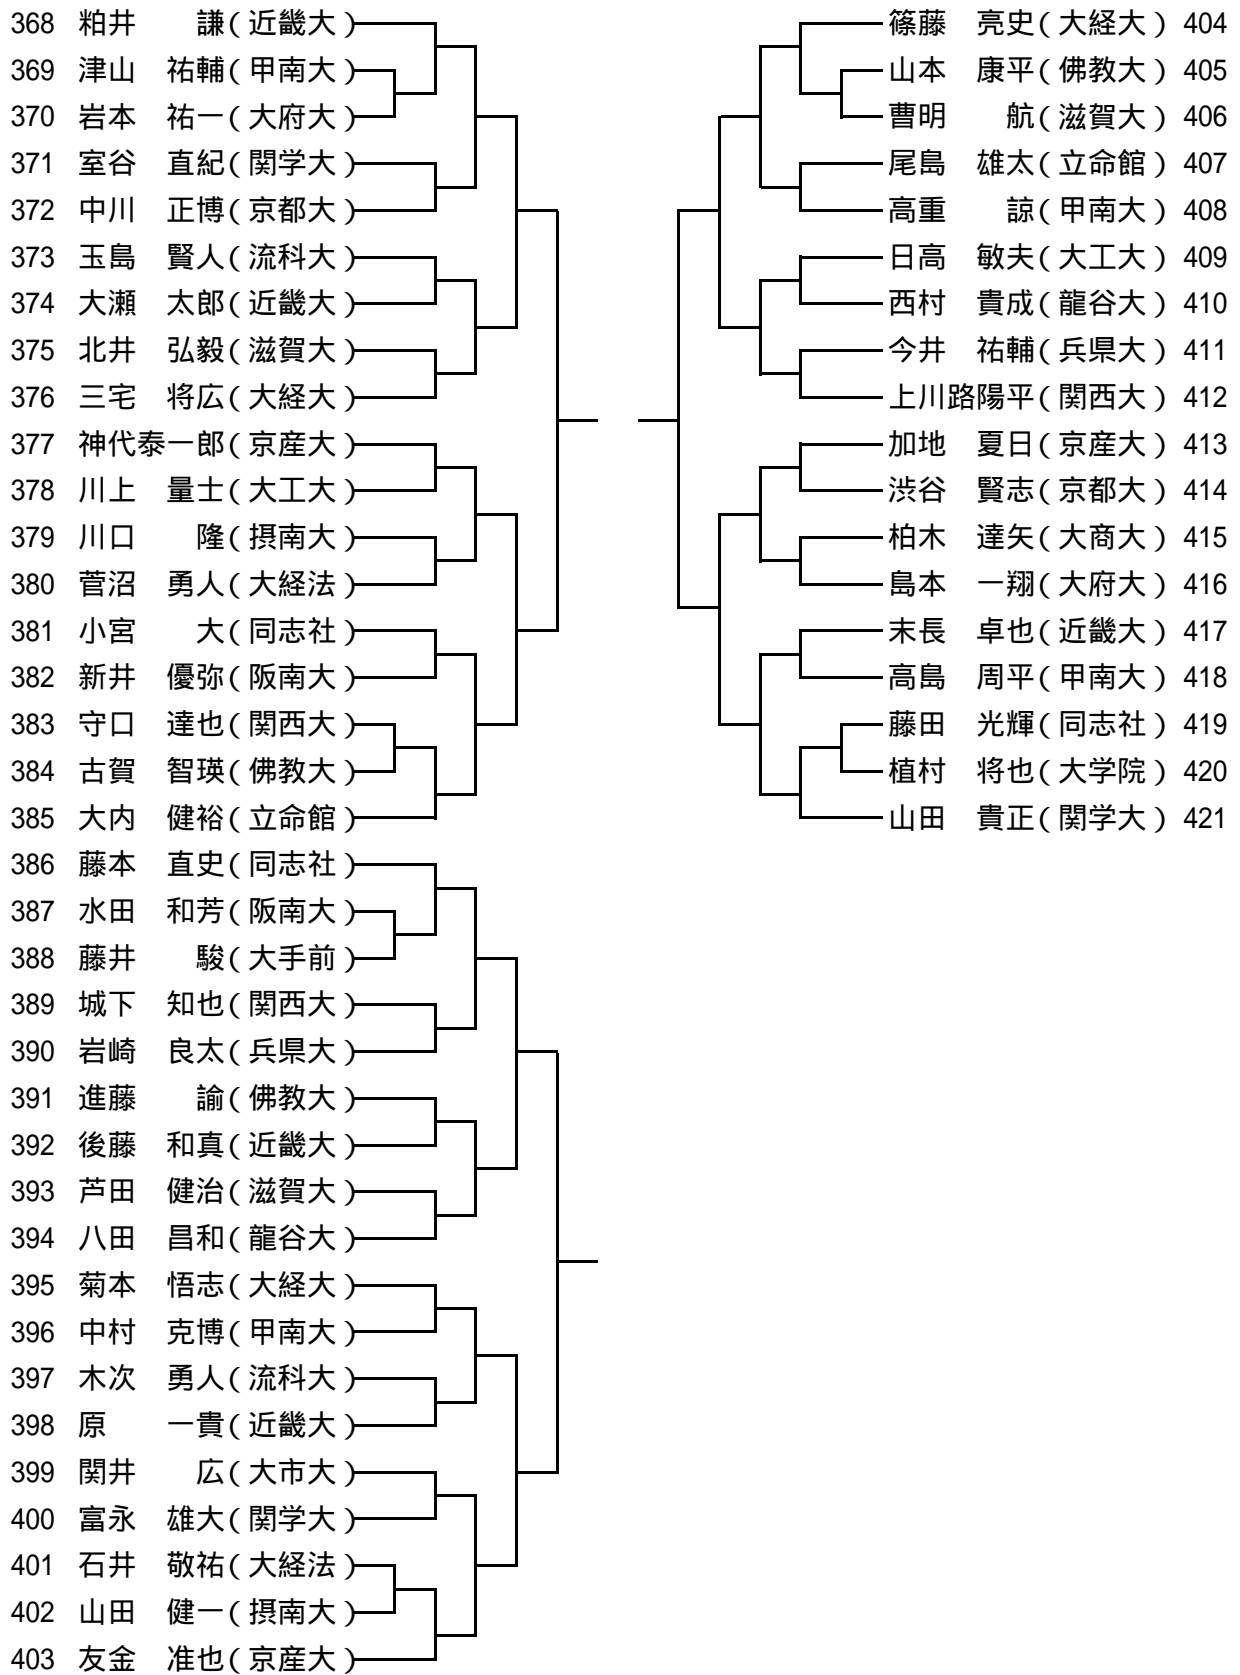 368 粕井　　謙(近畿大)
369 津山　祐輔(甲南大)
370 岩本　祐一(大府大)
371 室谷　直紀(関学大)
372 中川　正博(京都大)
373 玉島　賢人(流科大)
374 大瀬　太郎(近畿大)
375 北井　弘毅(滋賀大)
376 三宅　将広(大経大)
377 神代泰一郎(京産大)
378 川上　量士(大工大)
379 川口　　隆(摂南大)
380 菅沼　勇人(大経法)
381 小宮　　大(同志社)
382 新井　優弥(阪南大)
383 守口　達也(関西大)
384 古賀　智瑛(佛教大)
385 大内　健裕(立命館)
386 藤本　直史(同志社)
387 水田　和芳(阪南大)
388 藤井　　駿(大手前)
389 城下　知也(関西大)
390 岩崎　良太(兵県大)
391 進藤　　諭(佛教大)
392 後藤　和真(近畿大)
393 芦田　健治(滋賀大)
394 八田　昌和(龍谷大)
395 菊本　悟志(大経大)
396 中村　克博(甲南大)
397 木次　勇人(流科大)
398 原　　一貴(近畿大)
399 関井　　広(大市大)
400 富永　雄大(関学大)
401 石井　敬祐(大経法)
402 山田　健一(摂南大)
403 友金　准也(京産大)
篠藤　亮史(大経大) 404
山本　康平(佛教大) 405
曹明　　航(滋賀大) 406
尾島　雄太(立命館) 407
高重　　諒(甲南大) 408
日高　敏夫(大工大) 409
西村　貴成(龍谷大) 410
今井　祐輔(兵県大) 411
上川路陽平(関西大) 412
加地　夏日(京産大) 413
渋谷　賢志(京都大) 414
柏木　達矢(大商大) 415
島本　一翔(大府大) 416
末長　卓也(近畿大) 417
高島　周平(甲南大) 418
藤田　光輝(同志社) 419
植村　将也(大学院) 420
山田　貴正(関学大) 421